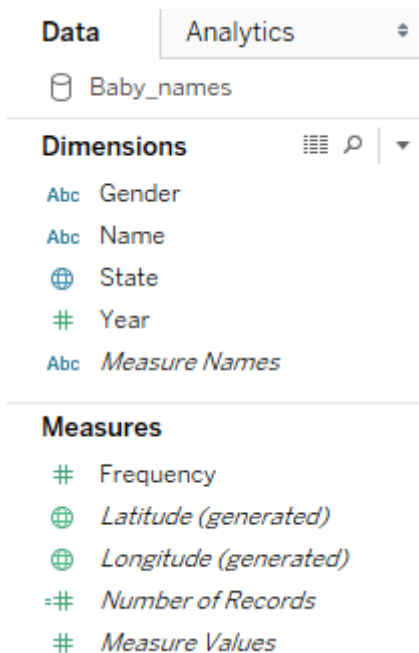 Data Analytics
Baby_names
Dimensions
Abc Gender
Abc Name
State
# Year
Abc Measure Names
Measures
# Frequency
Latitude (generated)
Longitude (generated)
=# Number of Records
# Measure Values